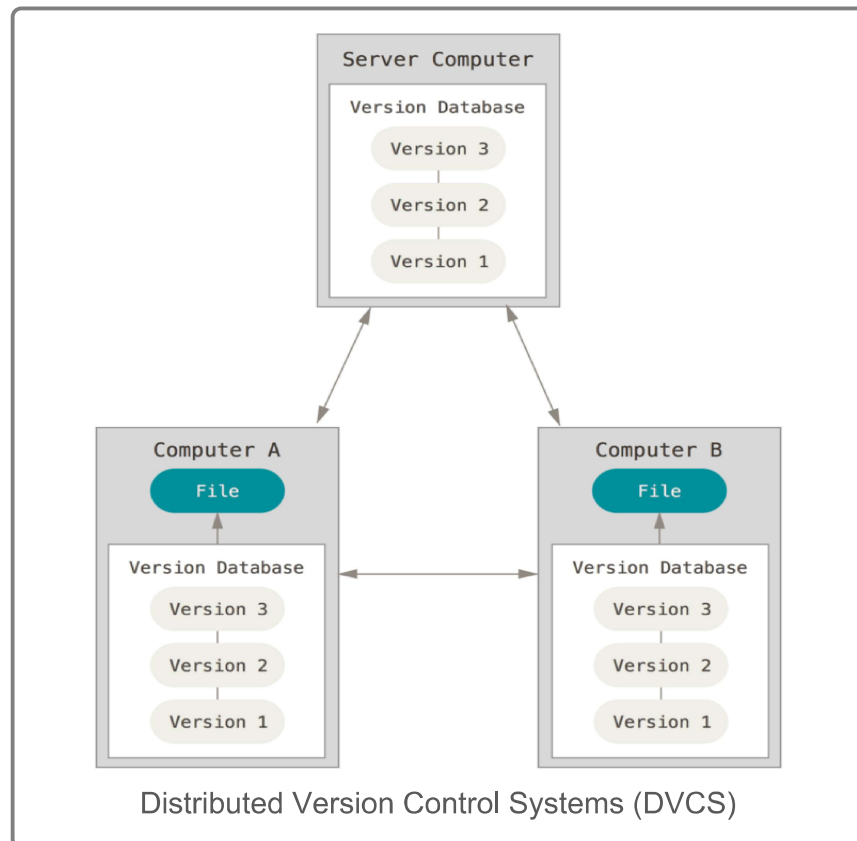 Server Computer
Version Database
Version 3
Version 2
Version 1
Computer A
File
Version Database
Version 3
Version 2
Version 1
Computer B
File
Version Database
Version 3
Version 2
Version 1
Distributed Version Control Systems (DVCS)